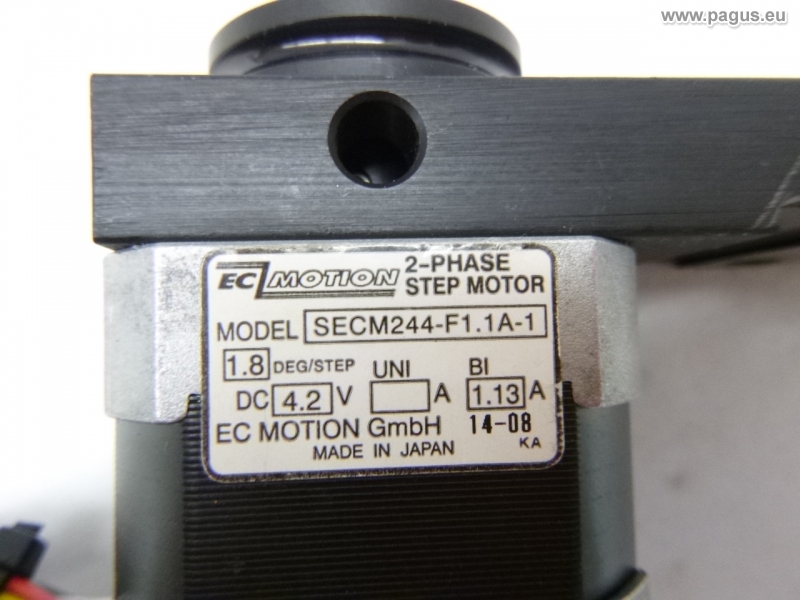 www.pagus.eu
EC MOTION 2-PHASE
STEP MOTOR
MODEL SECM244-F1.1A-1
1.8 DEG/STEP UNI BI
DC 4.2 V A 1.13 A
EC MOTION GmbH 14-08
MADE IN JAPAN KA